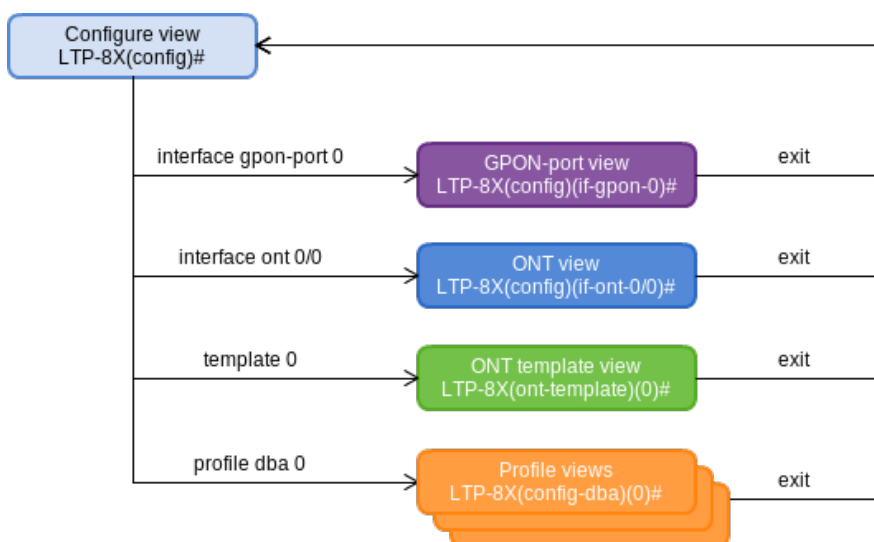 Configure view
LTP-8X(config)#
interface gpon-port 0
GPON-port view
LTP-8X(config)(if-gpon-0)#
exit
interface ont 0/0
ONT view
LTP-8X(config)(if-ont-0/0)#
exit
template 0
ONT template view
LTP-8X(ont-template)(0)#
exit
profile dba 0
Profile views
LTP-8X(config-dba)(0)#
exit